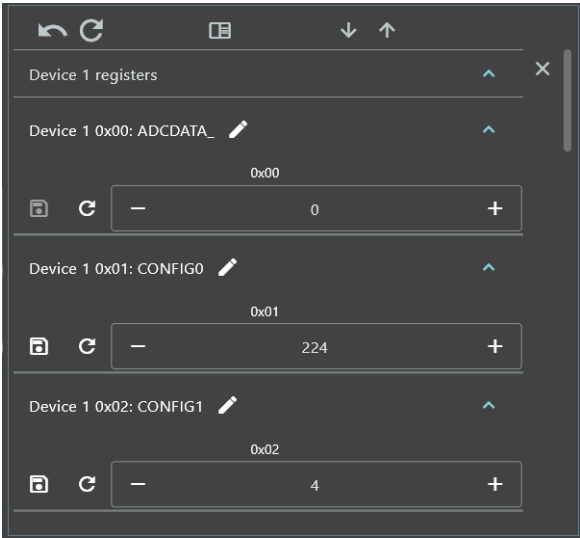 Device 1 registers
Device 1 0x00: ADCDATA_
0x00
0
Device 1 0x01: CONFIG0
0x01
224
Device 1 0x02: CONFIG1
0x02
4